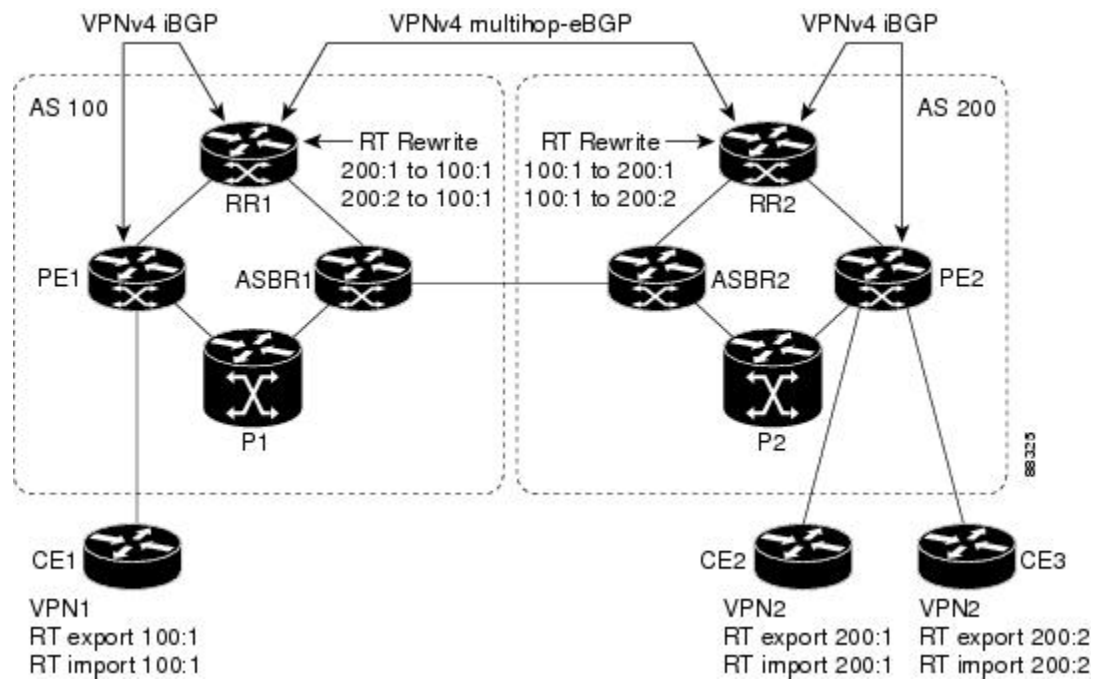 VPNv4 iBGP
VPNv4 multihop-eBGP
VPNv4 iBGP
AS 100
AS 200
RT Rewrite
200:1 to 100:1
200:2 to 100:1
RT Rewrite
100:1 to 200:1
100:1 to 200:2
RR1
RR2
PE1
ASBR1
ASBR2
PE2
P1
P2
88325
CE1
VPN1
RT export 100:1
RT import 100:1
CE2
VPN2
RT export 200:1
RT import 200:1
CE3
VPN2
RT export 200:2
RT import 200:2